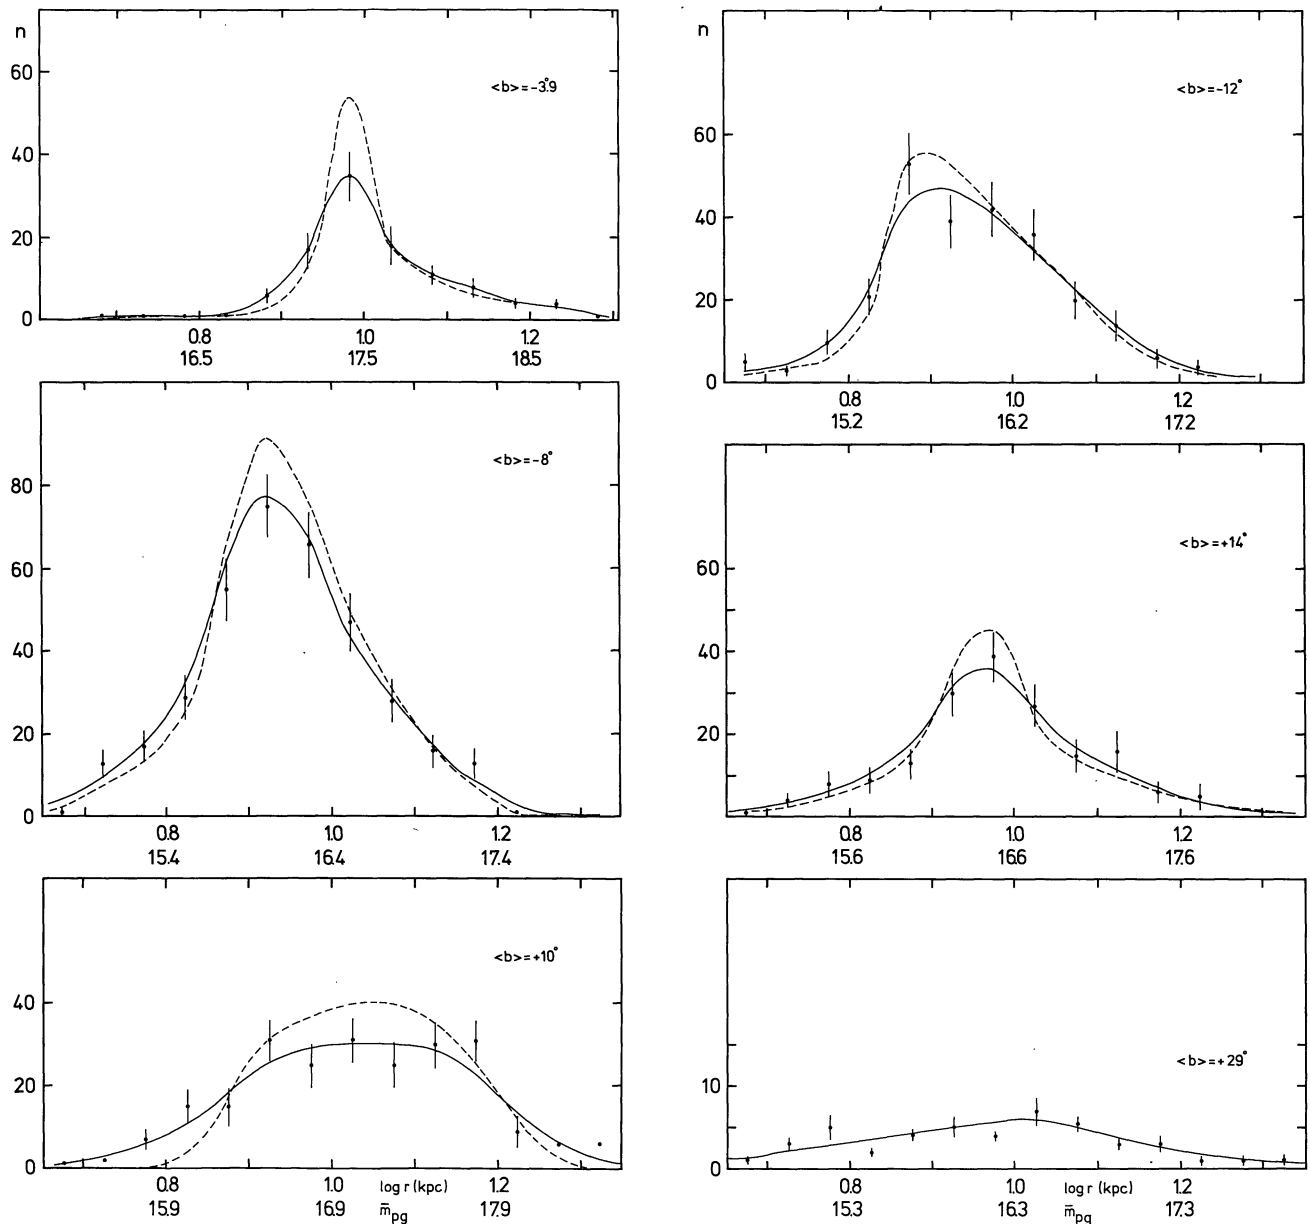 n
<b> = -3°.9
60
40
20
0
0.8 1.0 1.2
16.5 17.5 18.5
n
<b> = -12°
60
40
20
0
0.8 1.0 1.2
15.2 16.2 17.2
<b> = -8°
80
60
40
20
0
0.8 1.0 1.2
15.4 16.4 17.4
<b> = +14°
60
40
20
0
0.8 1.0 1.2
15.6 16.6 17.6
<b> = +10°
40
20
0
0.8 1.0 log r (kpc) 1.2
15.9 16.9 m̄pg 17.9
<b> = +29°
10
0
0.8 1.0 log r (kpc) 1.2
15.3 16.3 m̄pg 17.3